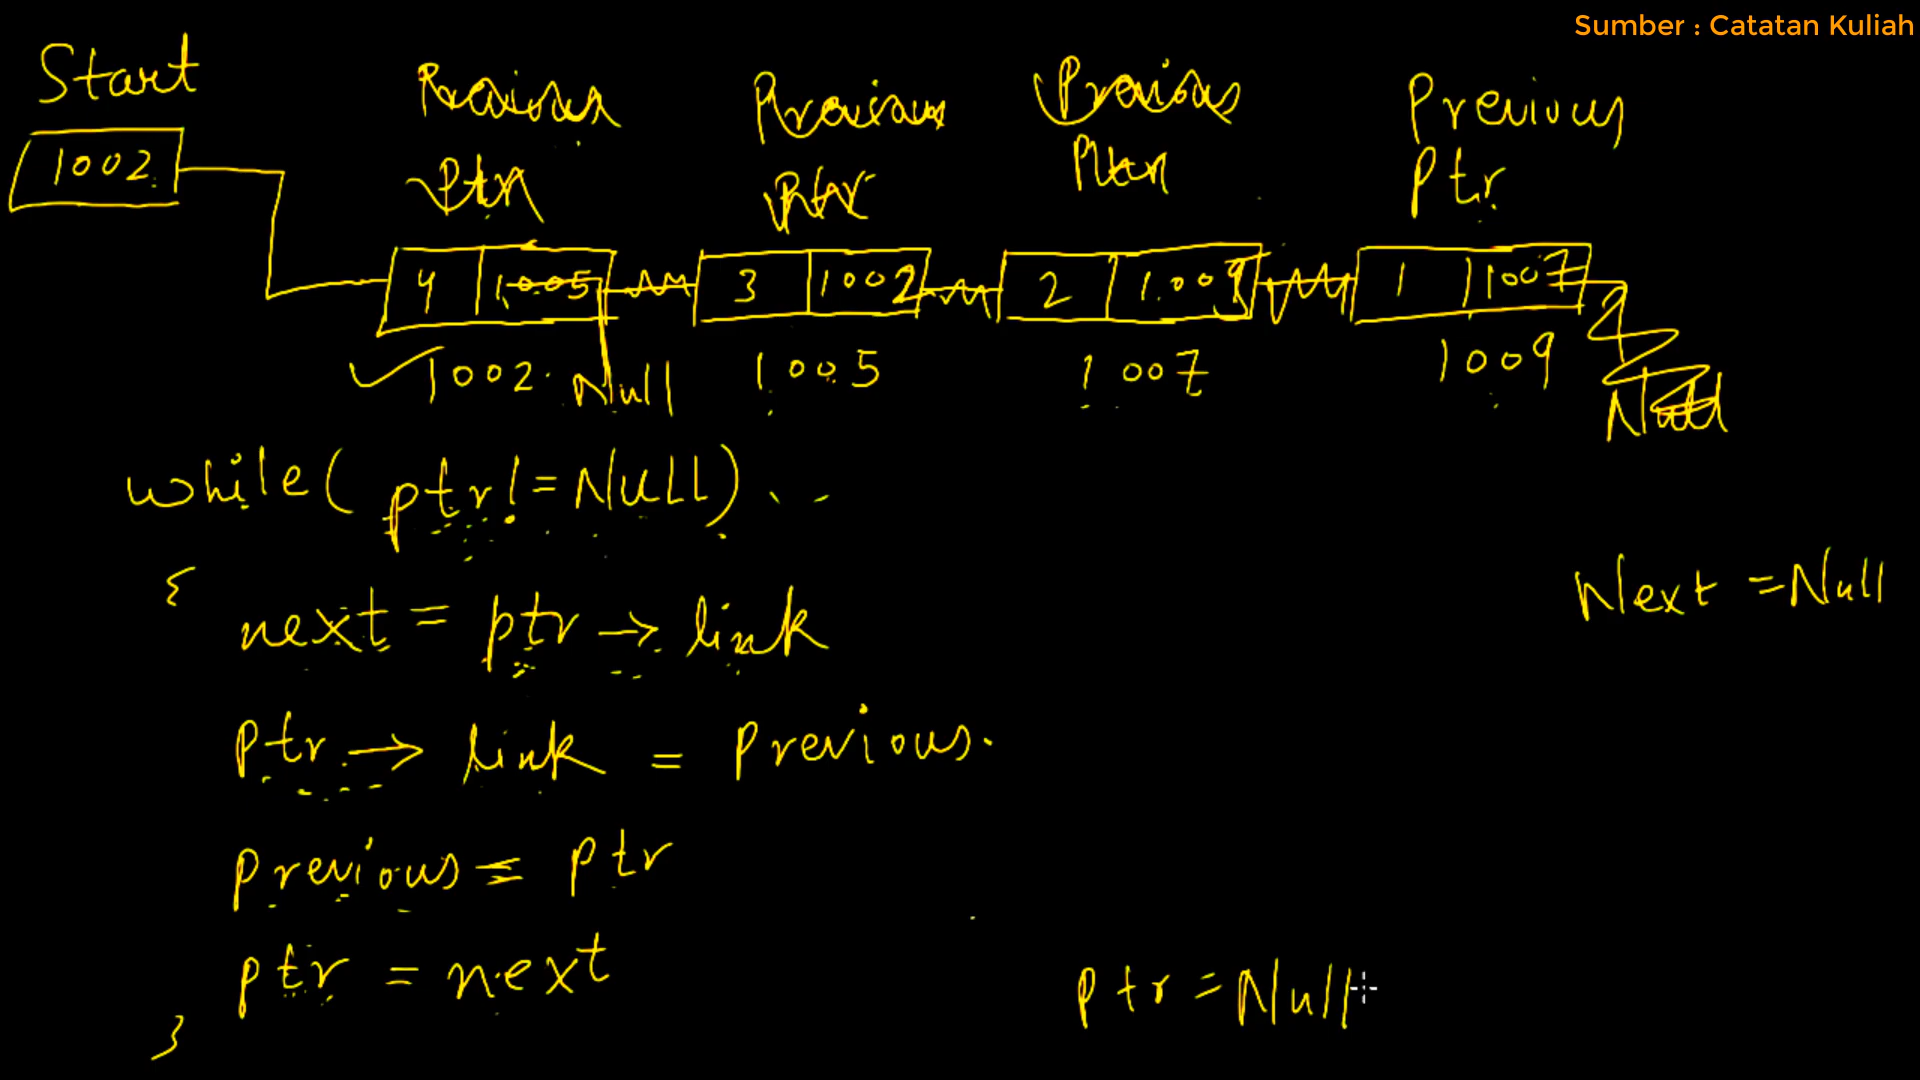 Sumber : Catatan Kuliah
Start
1002
Previous Previous Previous Previous
Ptr Ptr Ptr Ptr
4 1005 3 1002 2 1007 1 1007
1002 Null 1005 1007 1009 Null
while( ptr!=NULL)
{
next = ptr → link
Next = Null
ptr → link = Previous.
Previous = ptr
ptr = next
Ptr = Null
}